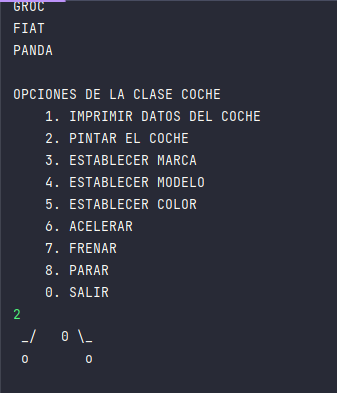 GROC
FIAT
PANDA
OPCIONES DE LA CLASE COCHE
1. IMPRIMIR DATOS DEL COCHE
2. PINTAR EL COCHE
3. ESTABLECER MARCA
4. ESTABLECER MODELO
5. ESTABLECER COLOR
6. ACELERAR
7. FRENAR
8. PARAR
0. SALIR
2
_/   0 \_
o       o